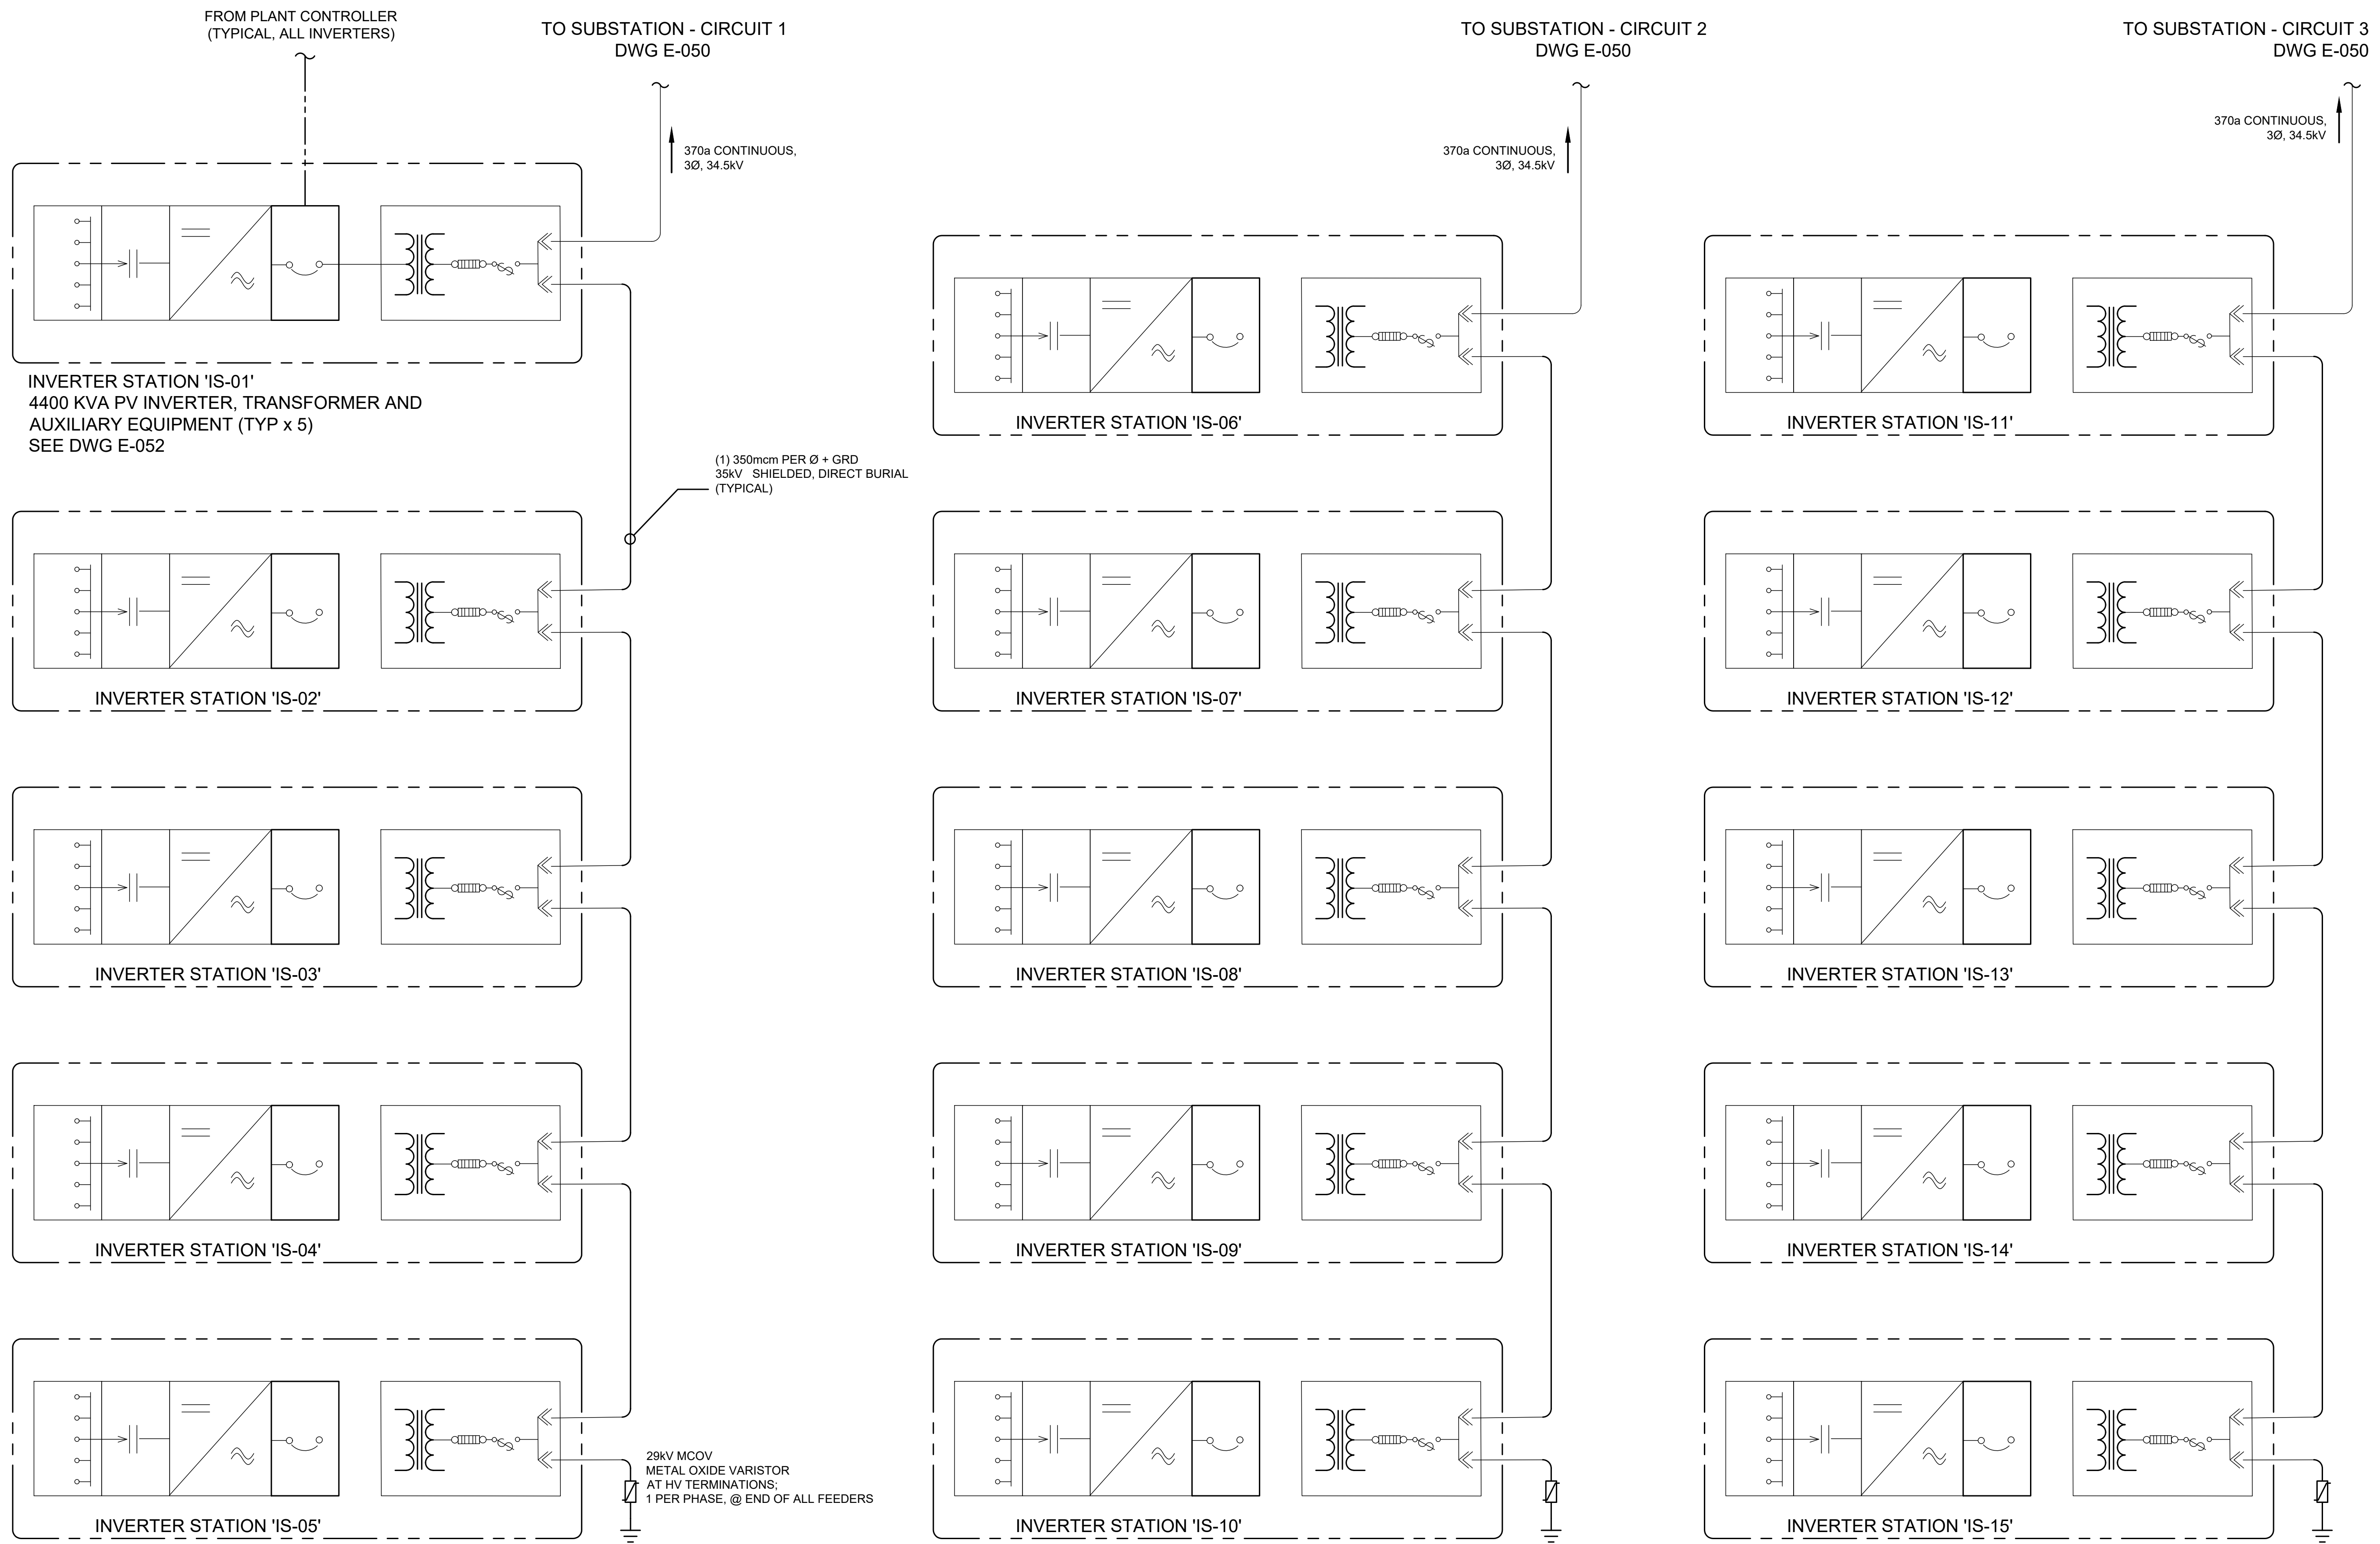 FROM PLANT CONTROLLER
(TYPICAL, ALL INVERTERS)
TO SUBSTATION - CIRCUIT 1
DWG E-050
TO SUBSTATION - CIRCUIT 2
DWG E-050
TO SUBSTATION - CIRCUIT 3
DWG E-050
370a CONTINUOUS,
3Ø, 34.5kV
370a CONTINUOUS,
3Ø, 34.5kV
370a CONTINUOUS,
3Ø, 34.5kV
INVERTER STATION 'IS-01'
4400 KVA PV INVERTER, TRANSFORMER AND
AUXILIARY EQUIPMENT (TYP x 5)
SEE DWG E-052
INVERTER STATION 'IS-06'
INVERTER STATION 'IS-11'
(1) 350mcm PER Ø + GRD
35kV SHIELDED, DIRECT BURIAL
(TYPICAL)
INVERTER STATION 'IS-02'
INVERTER STATION 'IS-07'
INVERTER STATION 'IS-12'
INVERTER STATION 'IS-03'
INVERTER STATION 'IS-08'
INVERTER STATION 'IS-13'
INVERTER STATION 'IS-04'
INVERTER STATION 'IS-09'
INVERTER STATION 'IS-14'
29kV MCOV
METAL OXIDE VARISTOR
AT HV TERMINATIONS;
1 PER PHASE, @ END OF ALL FEEDERS
INVERTER STATION 'IS-05'
INVERTER STATION 'IS-10'
INVERTER STATION 'IS-15'